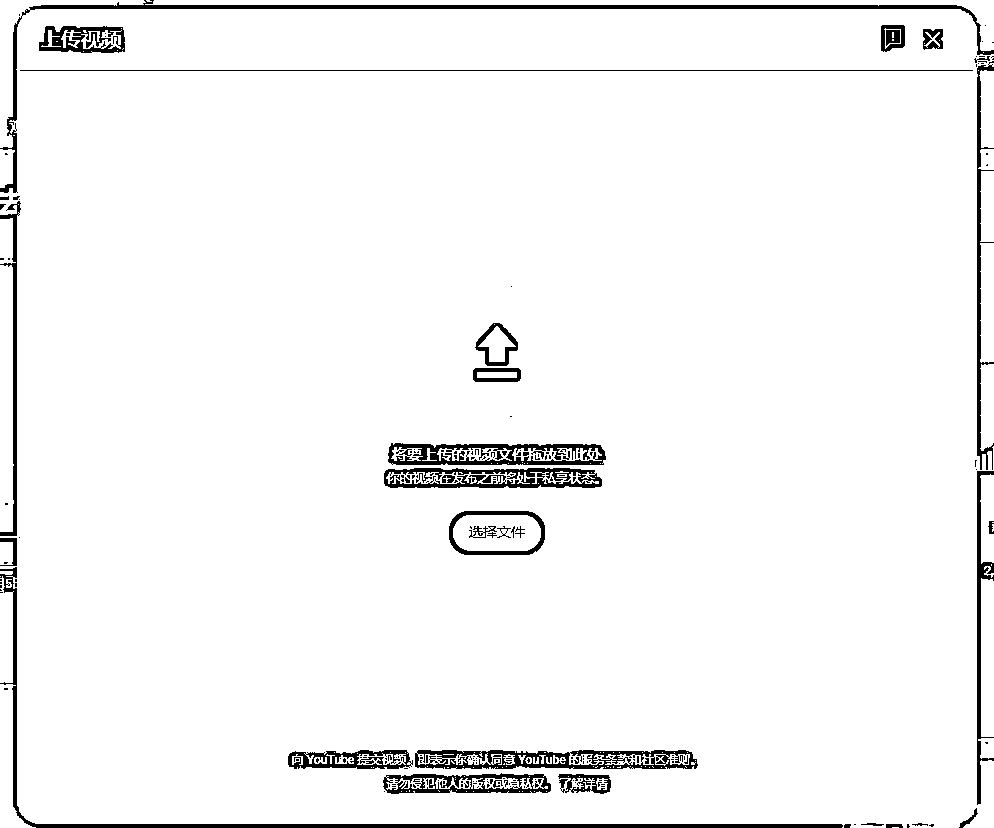 上传视频
将要上传的视频文件拖放到此处
你的视频在发布之前将处于私享状态。
选择文件
向 YouTube 提交视频，即表示你确认同意 YouTube 的服务条款和社区准则。
请勿侵犯他人的版权或隐私权。 了解详情